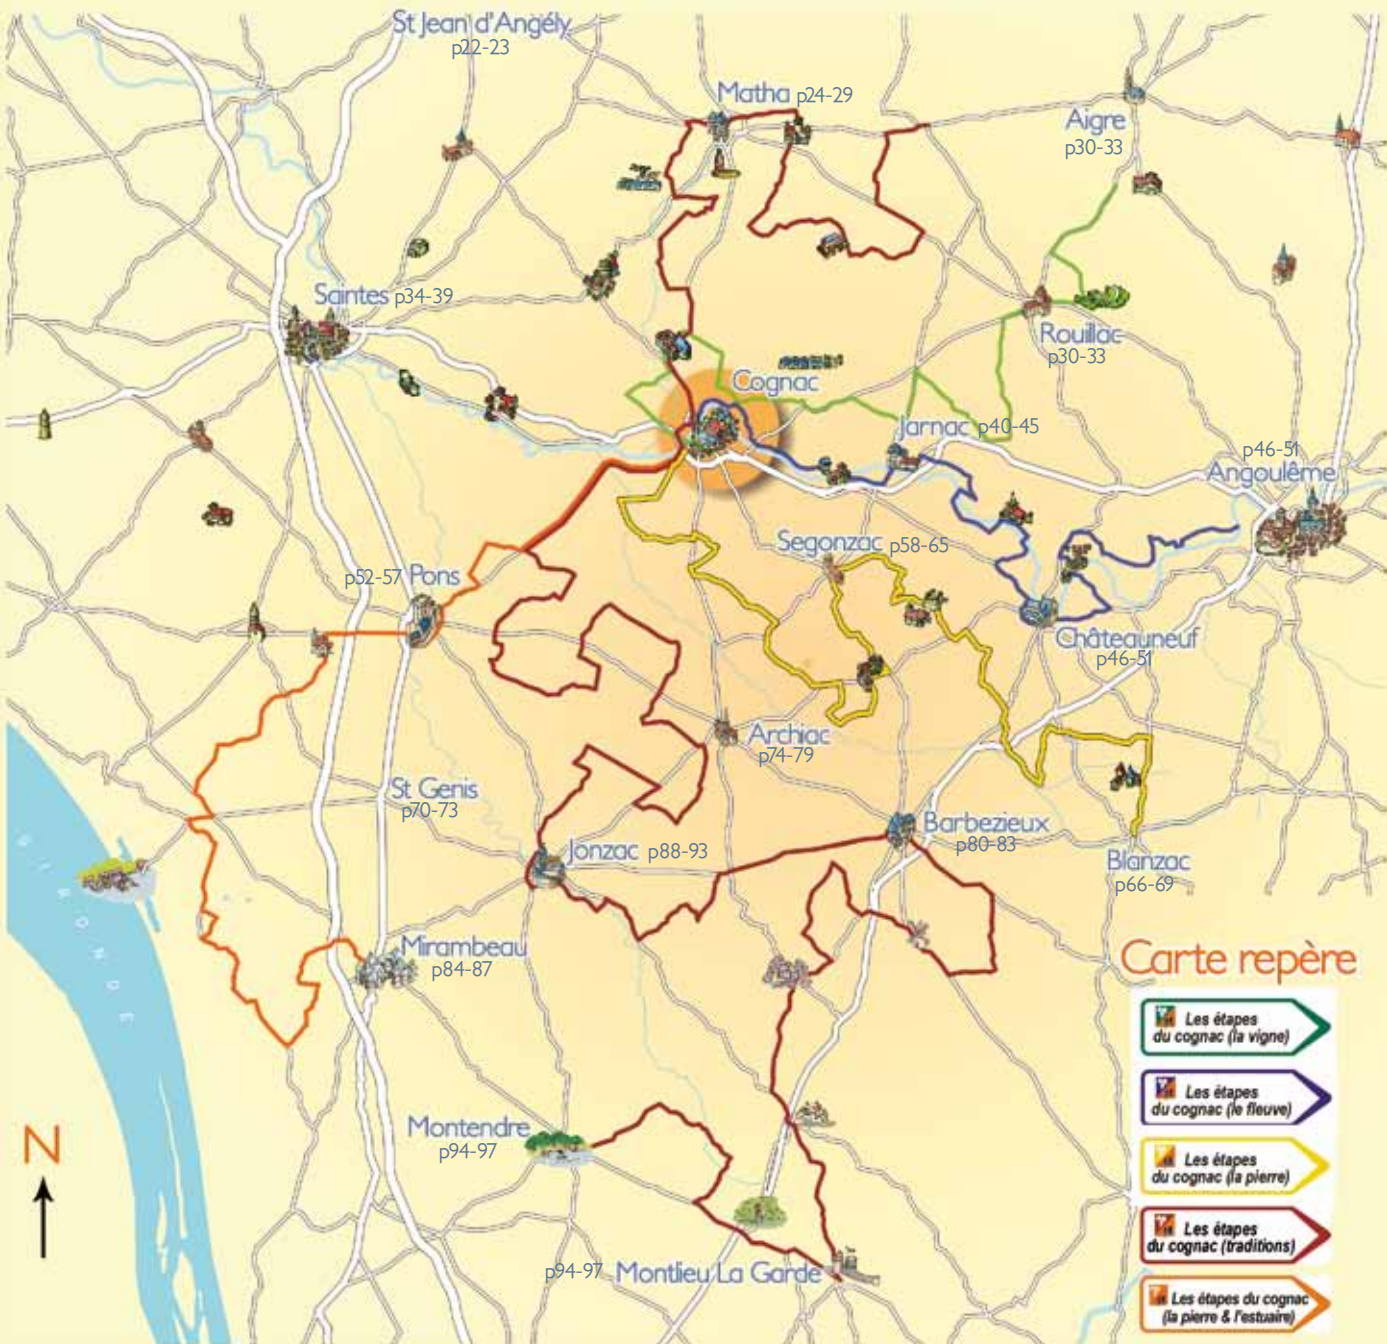 St Jean d'Angély
p22-23
Matha p24-29
Aigre
p30-33
Saintes p34-39
Rouillac
p30-33
Cognac
Jarnac p40-45
p46-51
Angoulême
Segonzac p58-65
p52-57 Pons
Châteauneuf
p46-51
Archiac
p74-79
St Genis
p70-73
Barbezieux
p80-83
Jonzac p88-93
Blanzac
p66-69
GIRONDE
Mirambeau
p84-87
Carte repère
Les étapes
du cognac (la vigne)
Les étapes
du cognac (le fleuve)
Les étapes
du cognac (la pierre)
Les étapes
du cognac (traditions)
Les étapes du cognac
(la pierre & l'estuaire)
N
Montendre
p94-97
p94-97 Montlieu La Garde